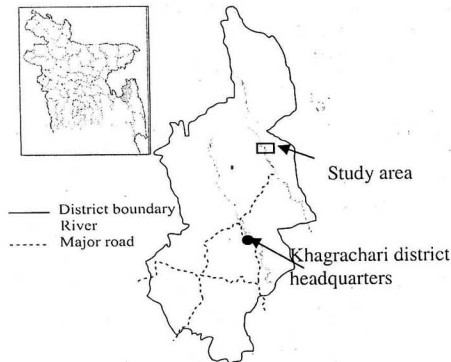 Study area
District boundary
River
Major road
Khagrachari district
headquarters